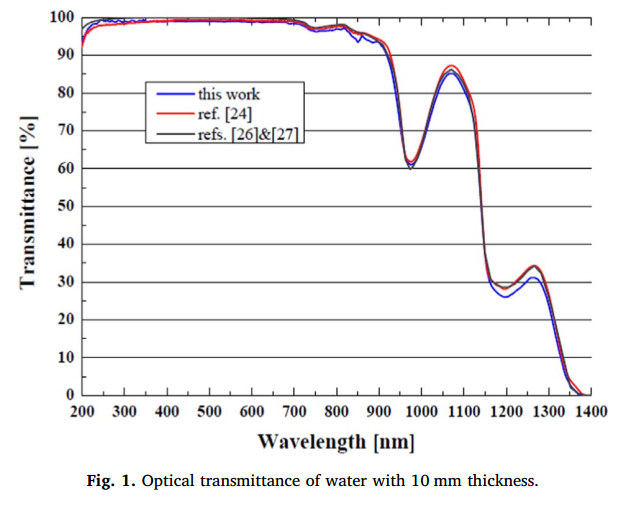 100
90
80
70
60
50
40
30
20
10
0
Transmittance [%]
this work
ref. [24]
refs. [26]&[27]
200 300 400 500 600 700 800 900 1000 1100 1200 1300 1400
Wavelength [nm]
Fig. 1. Optical transmittance of water with 10 mm thickness.